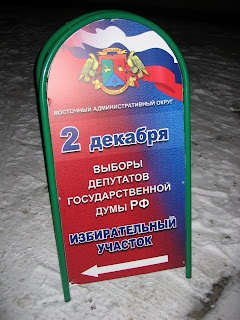 ВОСТОЧНЫЙ АДМИНИСТРАТИВНЫЙ ОКРУГ
2 декабря
ВЫБОРЫ
ДЕПУТАТОВ
ГОСУДАРСТВЕННОЙ
ДУМЫ РФ
ИЗБИРАТЕЛЬНЫЙ
УЧАСТОК